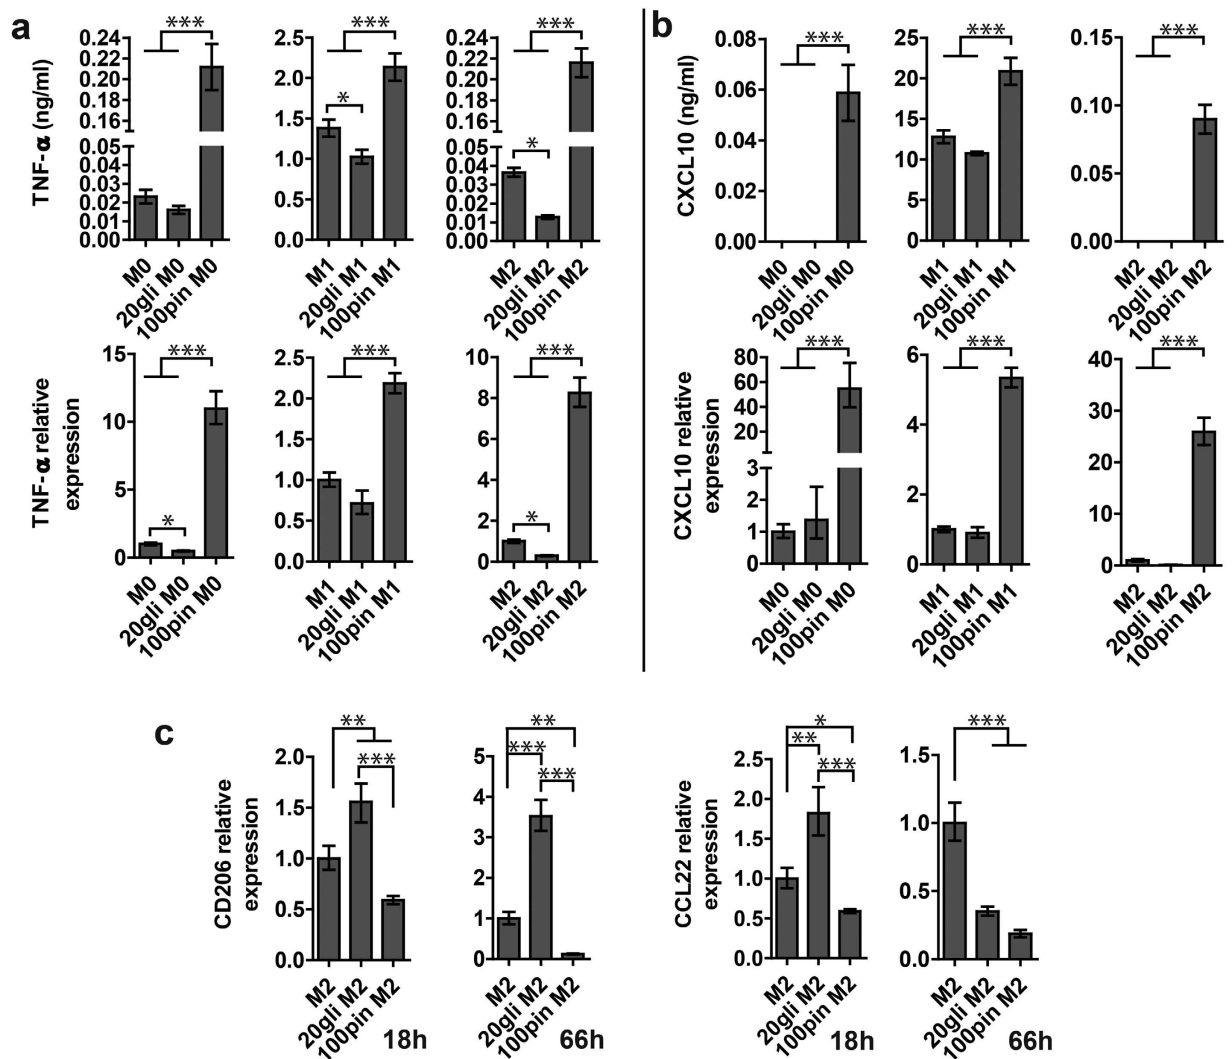 a
b
TNF-α (ng/ml)
***
0.24
0.22
0.20
0.18
0.16
0.14
0.05
0.04
0.03
0.02
0.01
0.00
M0
20gli M0
100pin M0
***
*
2.5
2.0
1.5
1.0
0.5
0.0
M1
20gli M1
100pin M1
***
*
0.24
0.22
0.20
0.18
0.16
0.14
0.05
0.04
0.03
0.02
0.01
0.00
M2
20gli M2
100pin M2
TNF-α relative
expression
***
*
15
10
5
0
M0
20gli M0
100pin M0
***
2.5
2.0
1.5
1.0
0.5
0.0
M1
20gli M1
100pin M1
***
*
10
8
6
4
2
0
M2
20gli M2
100pin M2
CXCL10 (ng/ml)
***
0.08
0.06
0.04
0.02
0.00
M0
20gli M0
100pin M0
***
25
20
15
10
5
0
M1
20gli M1
100pin M1
***
0.15
0.10
0.05
0.00
M2
20gli M2
100pin M2
CXCL10 relative
expression
***
80
60
40
20
3
2
1
0
M0
20gli M0
100pin M0
***
6
4
2
0
M1
20gli M1
100pin M1
***
40
30
20
10
0
M2
20gli M2
100pin M2
c
CD206 relative
expression
**
***
2.0
1.5
1.0
0.5
0.0
M2
20gli M2
100pin M2
18h
**
***
***
5
4
3
2
1
0
M2
20gli M2
100pin M2
66h
CCL22 relative
expression
*
**
***
2.5
2.0
1.5
1.0
0.5
0.0
M2
20gli M2
100pin M2
18h
***
1.5
1.0
0.5
0.0
M2
20gli M2
100pin M2
66h